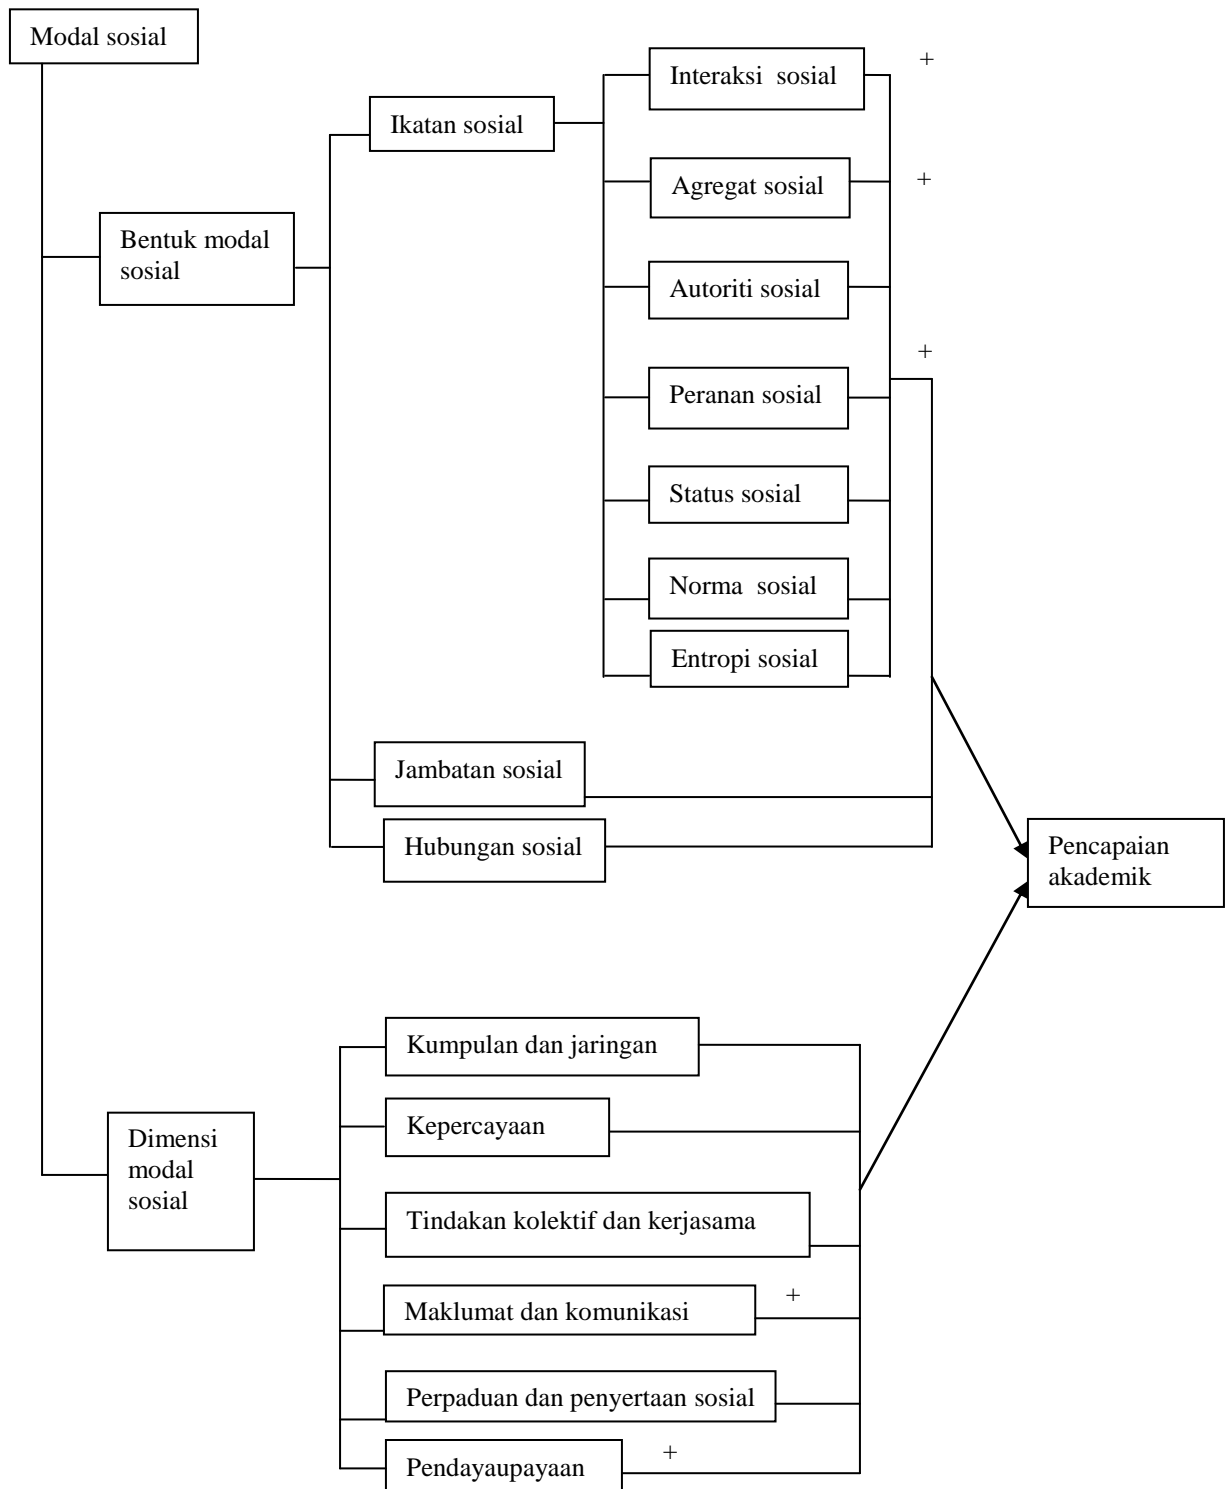 Modal sosial
Interaksi sosial
+
Ikatan sosial
Agregat sosial
+
Bentuk modal
sosial
Autoriti sosial
+
Peranan sosial
Status sosial
Norma sosial
Entropi sosial
Jambatan sosial
Hubungan sosial
Pencapaian
akademik
Kumpulan dan jaringan
Kepercayaan
Dimensi
modal
sosial
Tindakan kolektif dan kerjasama
Maklumat dan komunikasi
+
Perpaduan dan penyertaan sosial
Pendayaupayaan
+